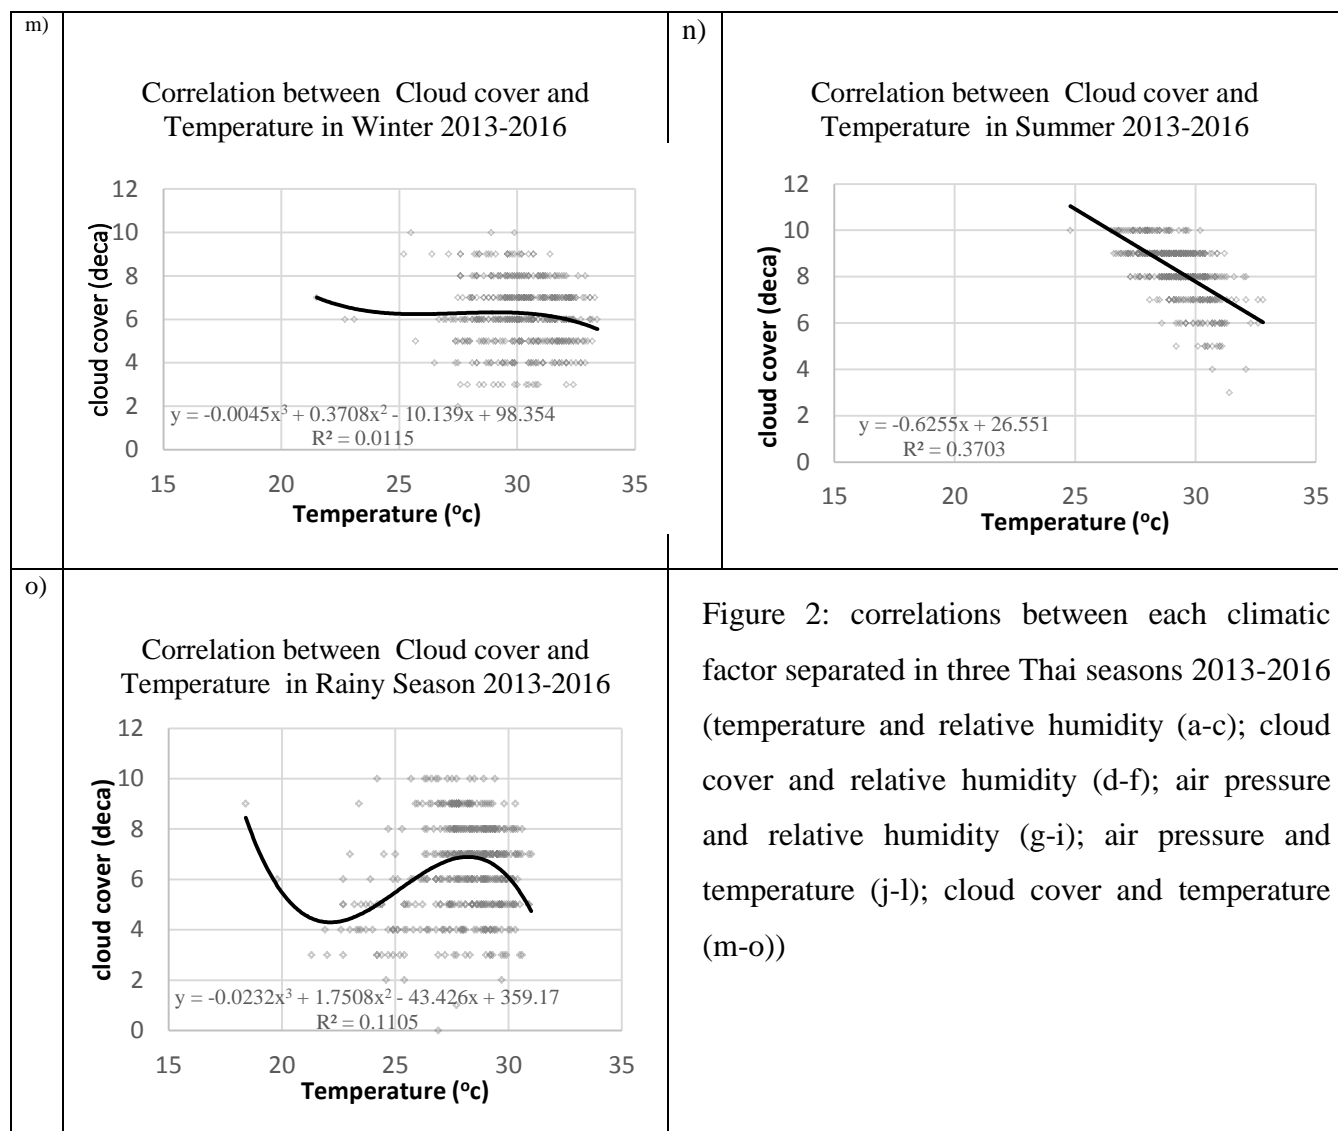 m)
Correlation between Cloud cover and
Temperature in Winter 2013-2016
12
10
8
6
4
2
0
cloud cover (deca)
y = -0.0045x³ + 0.3708x² - 10.139x + 98.354
R² = 0.0115
15 20 25 30 35
Temperature (ºc)
n)
Correlation between Cloud cover and
Temperature in Summer 2013-2016
12
10
8
6
4
2
0
cloud cover (deca)
y = -0.6255x + 26.551
R² = 0.3703
15 20 25 30 35
Temperature (ºc)
o)
Correlation between Cloud cover and
Temperature in Rainy Season 2013-2016
12
10
8
6
4
2
0
cloud cover (deca)
y = -0.0232x³ + 1.7508x² - 43.426x + 359.17
R² = 0.1105
15 20 25 30 35
Temperature (ºc)
Figure 2: correlations between each climatic
factor separated in three Thai seasons 2013-2016
(temperature and relative humidity (a-c); cloud
cover and relative humidity (d-f); air pressure
and relative humidity (g-i); air pressure and
temperature (j-l); cloud cover and temperature
(m-o))